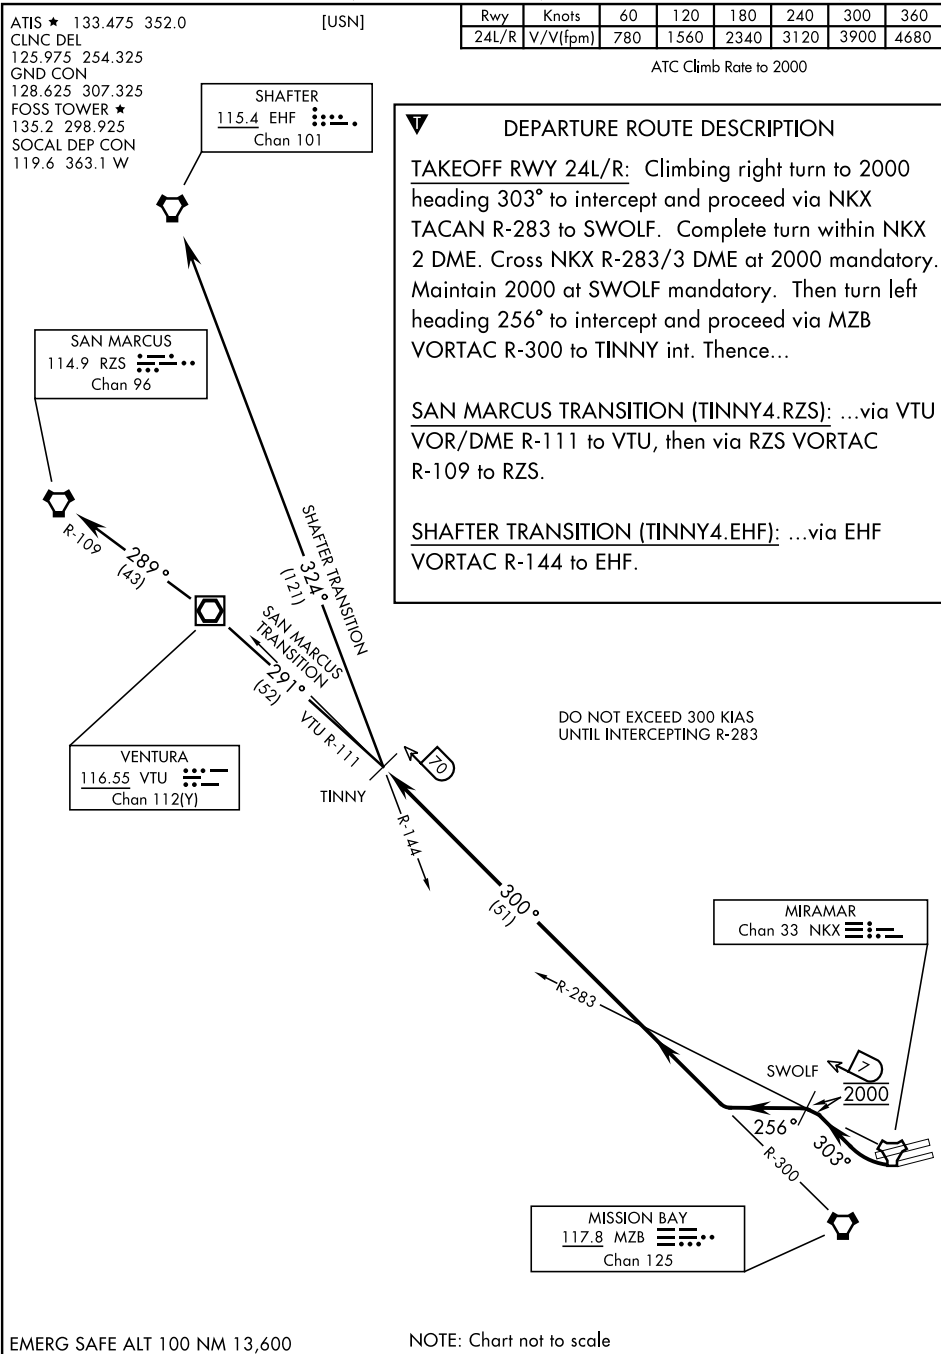 ATIS ★ 133.475 352.0
CLNC DEL
125.975 254.325
GND CON
128.625 307.325
FOSS TOWER ★
135.2 298.925
SOCAL DEP CON
119.6 363.1 W
[USN]
Rwy Knots 60 120 180 240 300 360
24L/R V/V(fpm) 780 1560 2340 3120 3900 4680
ATC Climb Rate to 2000
SHAFTER
115.4 EHF
Chan 101
T
DEPARTURE ROUTE DESCRIPTION
TAKEOFF RWY 24L/R: Climbing right turn to 2000
heading 303° to intercept and proceed via NKX
TACAN R-283 to SWOLF. Complete turn within NKX
2 DME. Cross NKX R-283/3 DME at 2000 mandatory.
Maintain 2000 at SWOLF mandatory. Then turn left
heading 256° to intercept and proceed via MZB
VORTAC R-300 to TINNY int. Thence...
SAN MARCUS TRANSITION (TINNY4.RZS): ...via VTU
VOR/DME R-111 to VTU, then via RZS VORTAC
R-109 to RZS.
SHAFTER TRANSITION (TINNY4.EHF): ...via EHF
VORTAC R-144 to EHF.
SAN MARCUS
114.9 RZS
Chan 96
R-109
289°
(43)
SHAFTER TRANSITION
324°
(121)
SAN MARCUS
TRANSITION
291°
(52)
VTU R-111
VENTURA
116.55 VTU
Chan 112(Y)
TINNY
70
R-144
DO NOT EXCEED 300 KIAS
UNTIL INTERCEPTING R-283
300°
(51)
MIRAMAR
Chan 33 NKX
R-283
SWOLF
7
2000
256°
303°
R-300
MISSION BAY
117.8 MZB
Chan 125
EMERG SAFE ALT 100 NM 13,600
NOTE: Chart not to scale